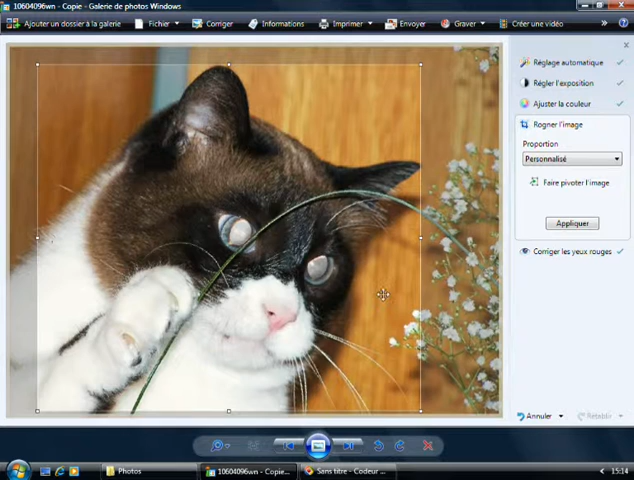 10604096wn - Copie - Galerie de photos Windows
Ajouter un dossier à la galerie
Fichier
Corriger
Informations
Imprimer
Envoyer
Graver
Créer une vidéo
Réglage automatique
Régler l'exposition
Ajuster la couleur
Rogner l'image
Proportion
Personnalisé
Faire pivoter l'image
Appliquer
Corriger les yeux rouges
Annuler
Rétablir
Photos
10604096wn - Copie...
Sans titre - Codeur ...
15:14